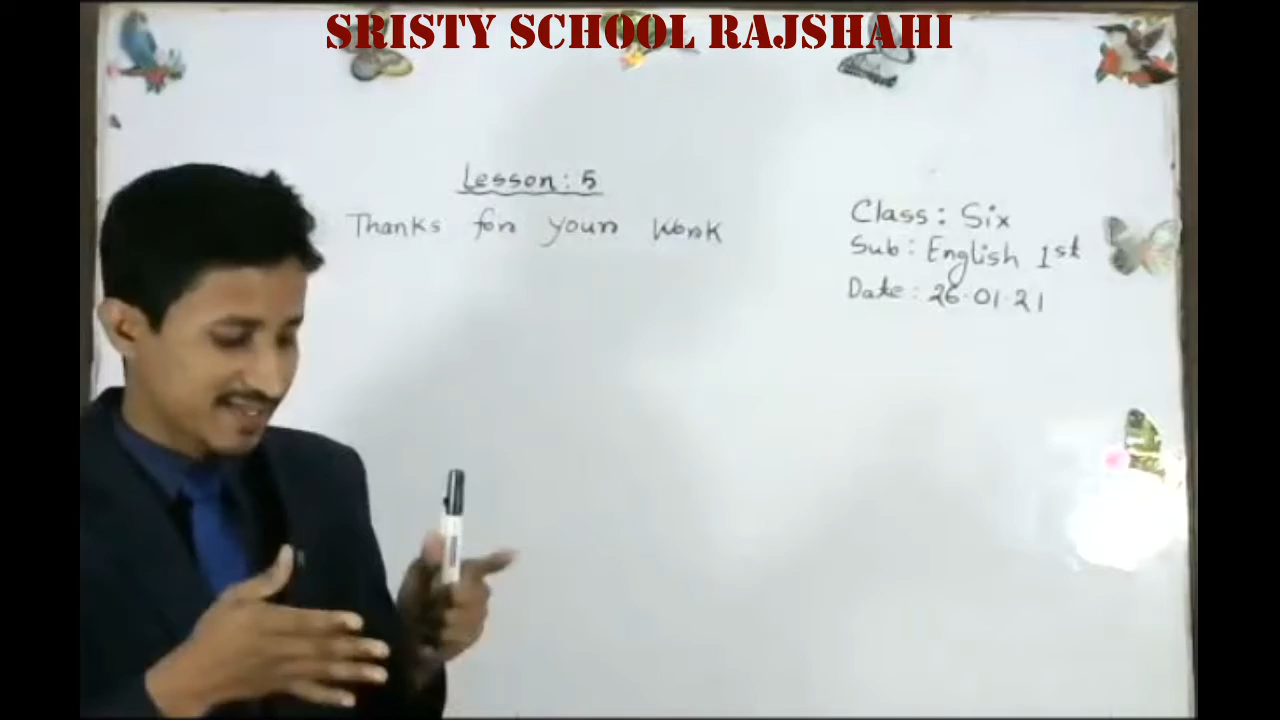 SRISTY SCHOOL RAJSHAHI
Lesson: 5
Thanks for your work
Class: Six
Sub: English 1st
Date: 26.01.21